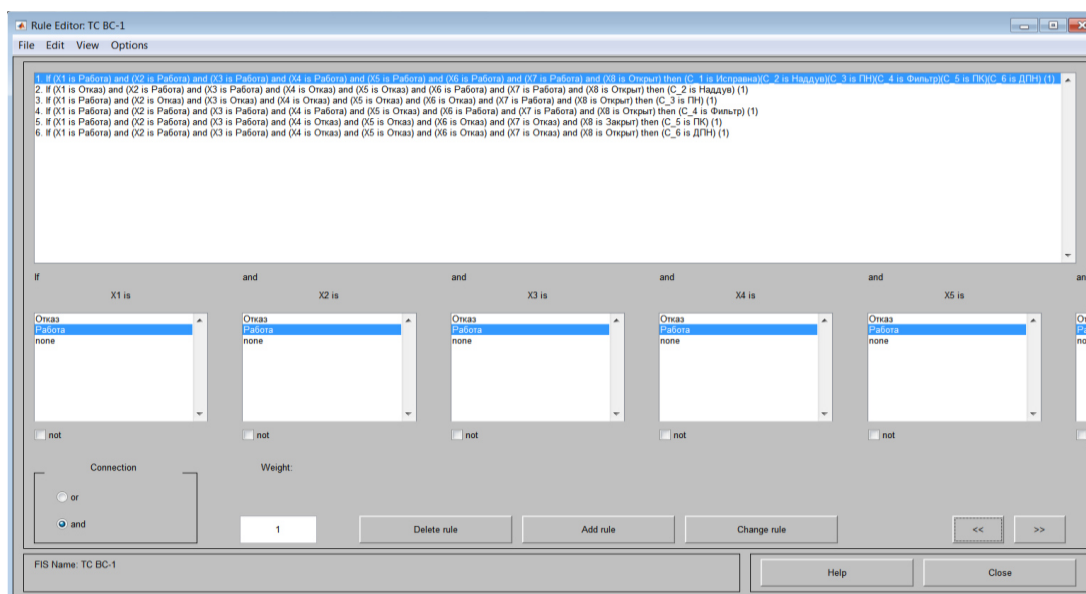 Rule Editor: TC BC-1
File Edit View Options
1. If (X1 is Работа) and (X2 is Работа) and (X3 is Работа) and (X4 is Работа) and (X5 is Работа) and (X6 is Работа) and (X7 is Работа) and (X8 is Открыт) then (C_1 is Исправна)(C_2 is Наддув)(C_3 is ПН)(C_4 is Фильтр)(C_5 is ПК)(C_6 is ДПН) (1)
2. If (X1 is Отказ) and (X2 is Работа) and (X3 is Работа) and (X4 is Отказ) and (X5 is Отказ) and (X6 is Работа) and (X7 is Работа) and (X8 is Открыт) then (C_2 is Наддув) (1)
3. If (X1 is Работа) and (X2 is Отказ) and (X3 is Отказ) and (X4 is Отказ) and (X5 is Отказ) and (X6 is Отказ) and (X7 is Работа) and (X8 is Открыт) then (C_3 is ПН) (1)
4. If (X1 is Работа) and (X2 is Работа) and (X3 is Работа) and (X4 is Работа) and (X5 is Отказ) and (X6 is Работа) and (X7 is Работа) and (X8 is Открыт) then (C_4 is Фильтр) (1)
5. If (X1 is Работа) and (X2 is Работа) and (X3 is Работа) and (X4 is Отказ) and (X5 is Отказ) and (X6 is Отказ) and (X7 is Отказ) and (X8 is Закрыт) then (C_5 is ПК) (1)
6. If (X1 is Работа) and (X2 is Работа) and (X3 is Работа) and (X4 is Отказ) and (X5 is Отказ) and (X6 is Отказ) and (X7 is Отказ) and (X8 is Открыт) then (C_6 is ДПН) (1)
If and and and and an
X1 is X2 is X3 is X4 is X5 is
Отказ Отказ Отказ Отказ Отказ
Работа Работа Работа Работа Работа
none none none none none
not not not not not
Connection Weight:
or
and 1 Delete rule Add rule Change rule << >>
FIS Name: TC BC-1 Help Close